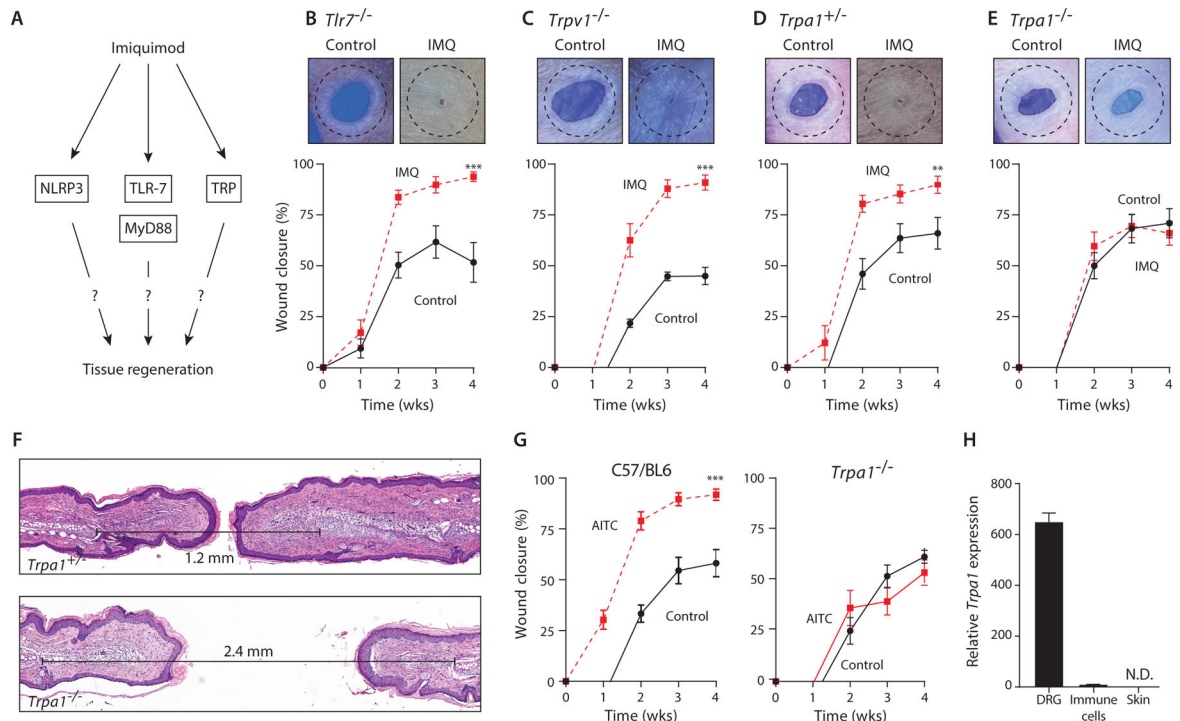 A
Imiquimod
NLRP3
TLR-7
TRP
MyD88
?
?
?
Tissue regeneration
B
Tlr7-/-
Control
IMQ
100
75
50
25
0
Wound closure (%)
IMQ
***
Control
0
1
2
3
4
Time (wks)
C
Trpv1-/-
Control
IMQ
100
75
50
25
0
IMQ
***
Control
0
1
2
3
4
Time (wks)
D
Trpa1+/-
Control
IMQ
100
75
50
25
0
IMQ
**
Control
0
1
2
3
4
Time (wks)
E
Trpa1-/-
Control
IMQ
100
75
50
25
0
Control
IMQ
0
1
2
3
4
Time (wks)
F
1.2 mm
Trpa1+/-
2.4 mm
Trpa1-/-
G
C57/BL6
100
75
50
25
0
Wound closure (%)
AITC
***
Control
0
1
2
3
4
Time (wks)
Trpa1-/-
100
75
50
25
0
AITC
Control
0
1
2
3
4
Time (wks)
H
Relative Trpa1 expression
800
600
400
200
0
N.D.
DRG
Immune
cells
Skin